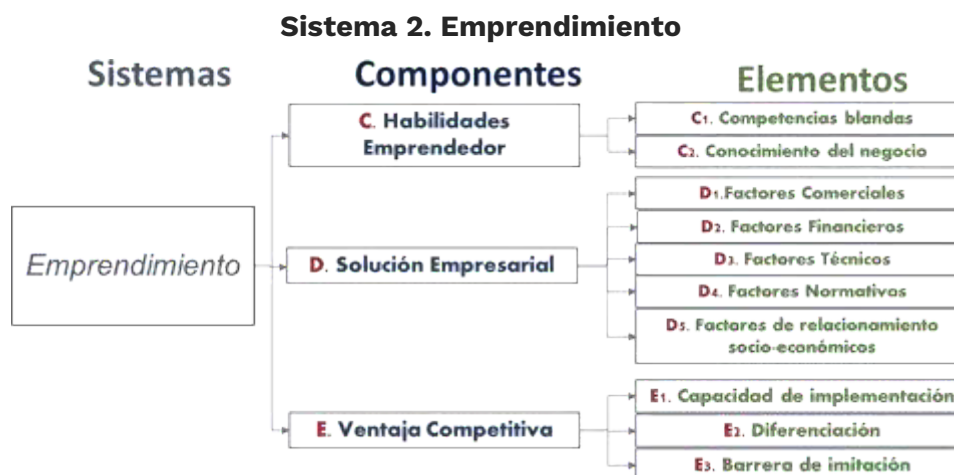 Sistema 2. Emprendimiento
Sistemas
Componentes
Elementos
Emprendimiento
C. Habilidades
Emprendedor
C1. Competencias blandas
C2. Conocimiento del negocio
D. Solución Empresarial
D1.Factores Comerciales
D2. Factores Financieros
D3. Factores Técnicos
D4. Factores Normativos
D5. Factores de relacionamiento
socio-económicos
E. Ventaja Competitiva
E1. Capacidad de implementación
E2. Diferenciación
E3. Barrera de imitación